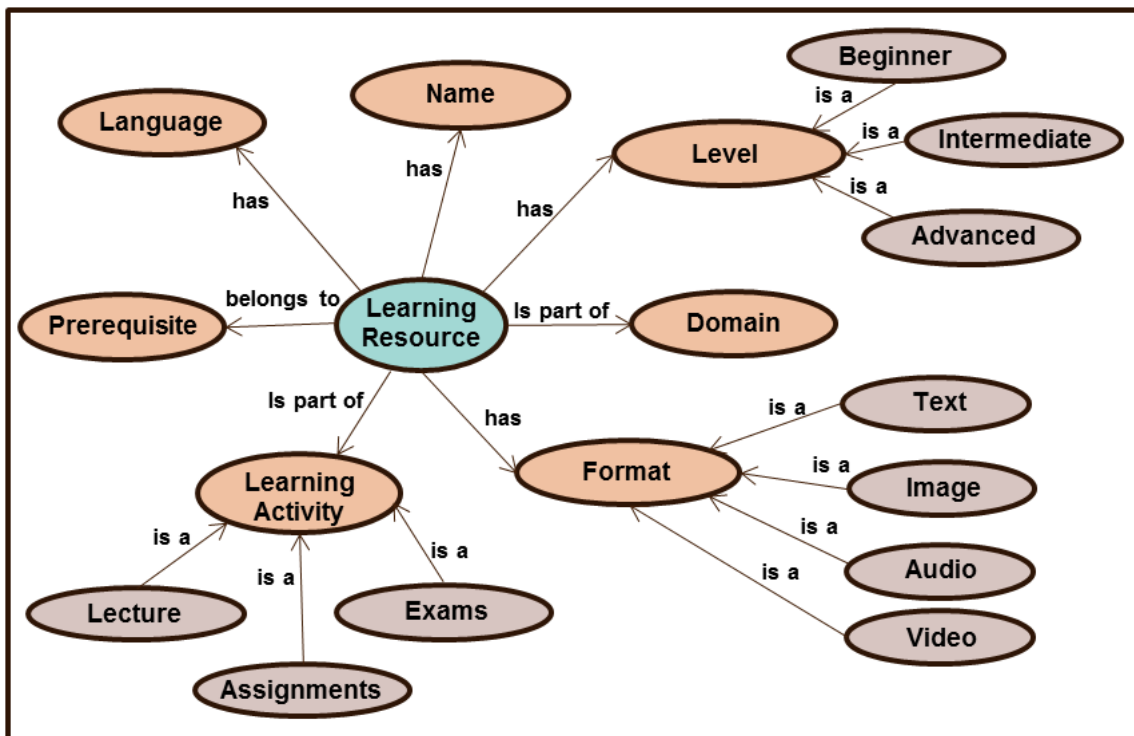 Beginner
Name
is a
Language
is a
Intermediate
Level
has
is a
has
has
Advanced
belongs to
Learning
Resource
Is part of
Prerequisite
Domain
Is part of
has
is a
Text
Learning
Activity
Format
is a
Image
is a
is a
is a
is a
is a
Audio
Lecture
Exams
Video
Assignments